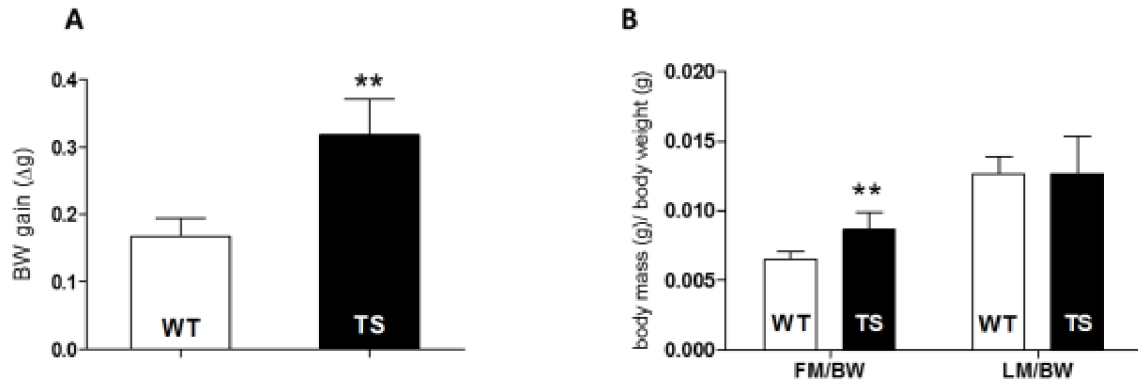 A
BW gain (Δg)
0.4
0.3
0.2
0.1
0.0
**
WT
TS
B
body mass (g)/ body weight (g)
0.020
0.015
0.010
0.005
0.000
**
WT
TS
WT
TS
FM/BW
LM/BW